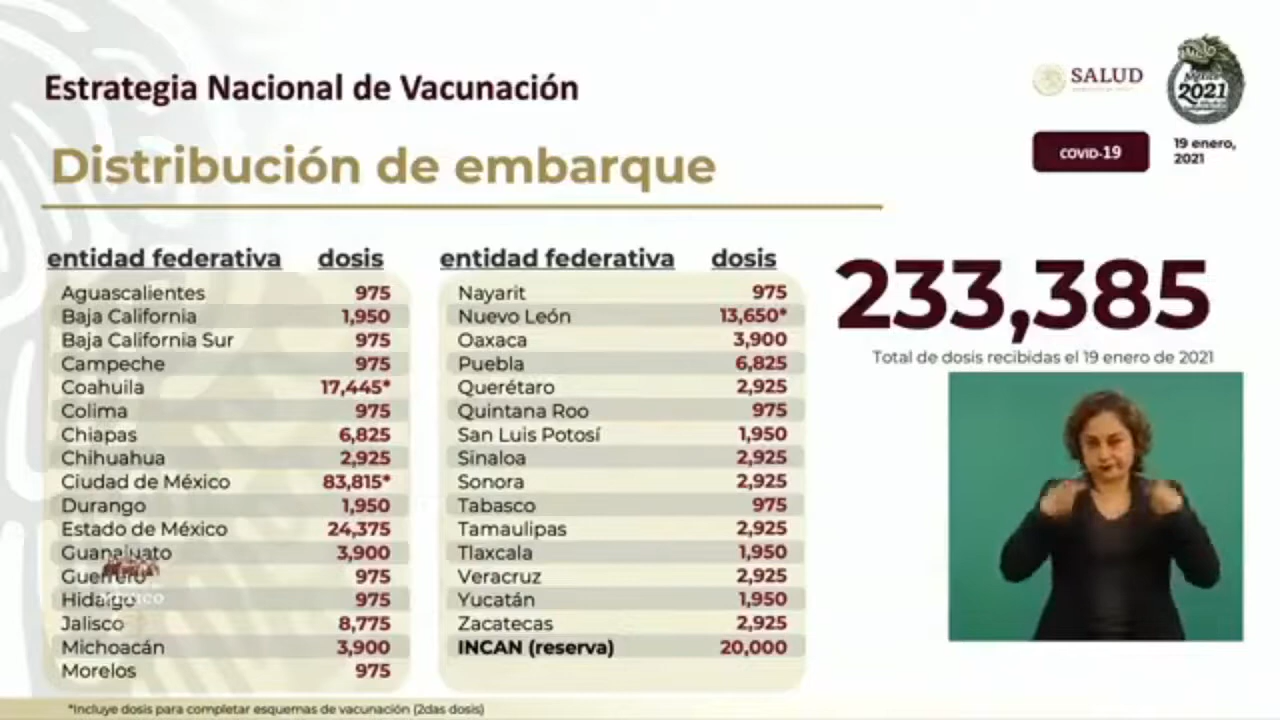 Estrategia Nacional de Vacunación
SALUD
México
2021
COVID-19
19 enero,
2021
Distribución de embarque
entidad federativa dosis
Aguascalientes 975
Baja California 1,950
Baja California Sur 975
Campeche 975
Coahuila 17,445*
Colima 975
Chiapas 6,825
Chihuahua 2,925
Ciudad de México 83,815*
Durango 1,950
Estado de México 24,375
Guanajuato 3,900
Guerrero 975
Hidalgo 975
Jalisco 8,775
Michoacán 3,900
Morelos 975
entidad federativa dosis
Nayarit 975
Nuevo León 13,650*
Oaxaca 3,900
Puebla 6,825
Querétaro 2,925
Quintana Roo 975
San Luis Potosí 1,950
Sinaloa 2,925
Sonora 2,925
Tabasco 975
Tamaulipas 2,925
Tlaxcala 1,950
Veracruz 2,925
Yucatán 1,950
Zacatecas 2,925
INCAN (reserva) 20,000
233,385
Total de dosis recibidas el 19 enero de 2021
*Incluye dosis para completar esquemas de vacunación (2das dosis)